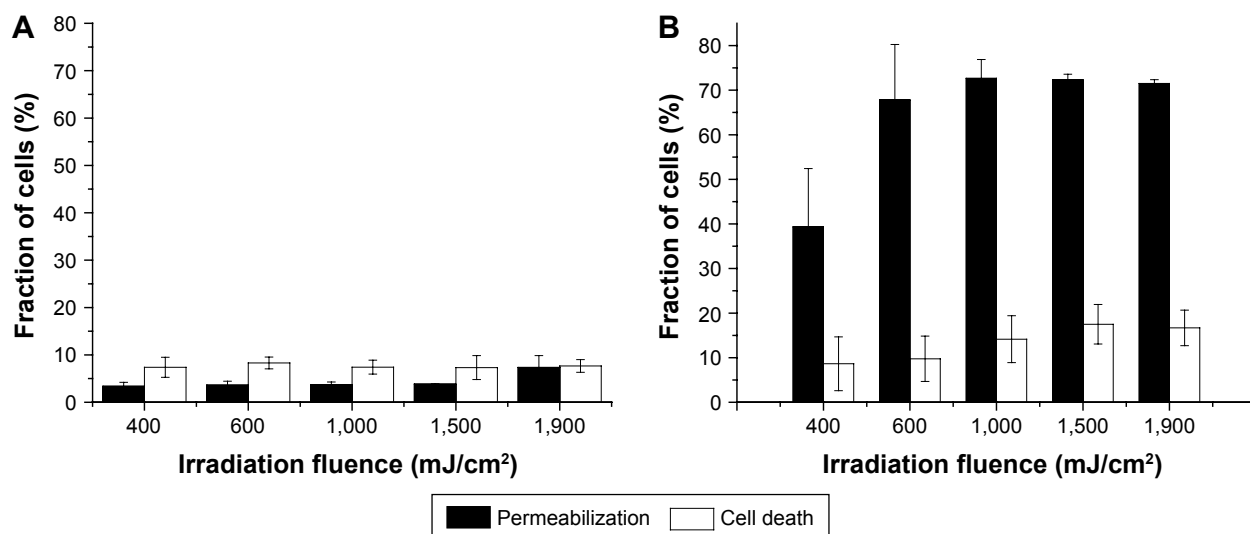 A
Fraction of cells (%)
80
70
60
50
40
30
20
10
0
400 600 1,000 1,500 1,900
Irradiation fluence (mJ/cm²)
B
Fraction of cells (%)
80
70
60
50
40
30
20
10
0
400 600 1,000 1,500 1,900
Irradiation fluence (mJ/cm²)
Permeabilization Cell death